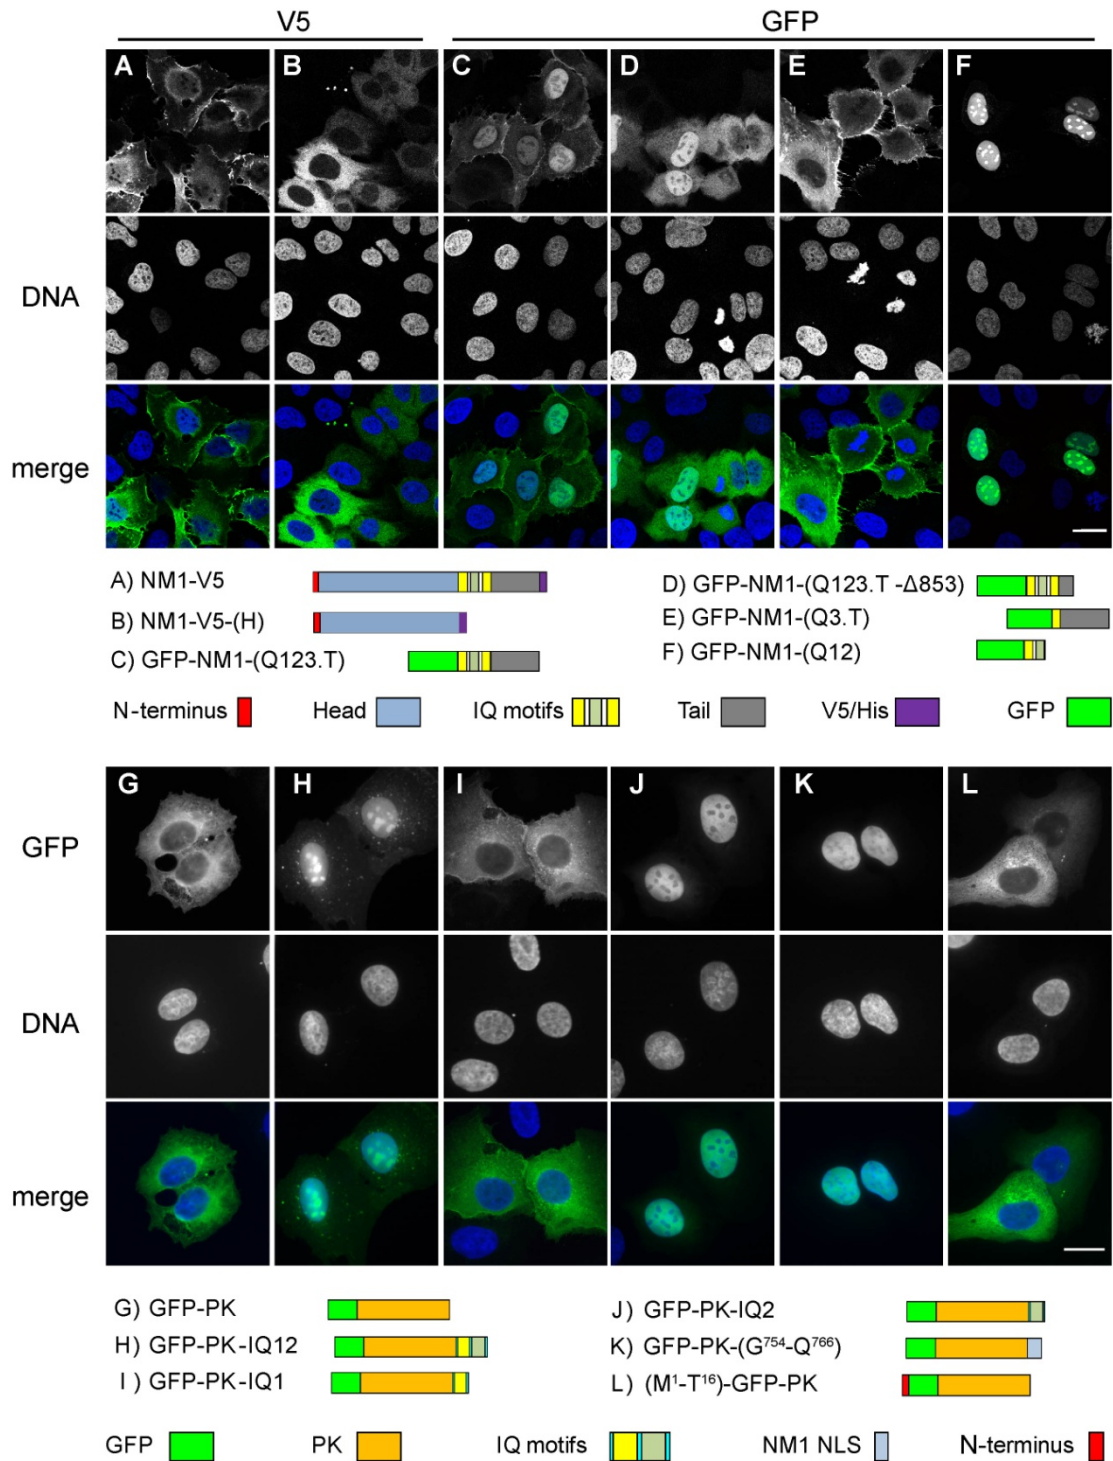 V5 GFP
A B C D E F
DNA
merge
A) NM1-V5
B) NM1-V5-(H)
C) GFP-NM1-(Q123.T)
D) GFP-NM1-(Q123.T -Δ853)
E) GFP-NM1-(Q3.T)
F) GFP-NM1-(Q12)
N-terminus Head IQ motifs Tail V5/His GFP
G H I J K L
GFP
DNA
merge
G) GFP-PK
H) GFP-PK-IQ12
I) GFP-PK-IQ1
J) GFP-PK-IQ2
K) GFP-PK-(G⁷⁵⁴-Q⁷⁶⁶)
L) (M¹-T¹⁶)-GFP-PK
GFP PK IQ motifs NM1 NLS N-terminus